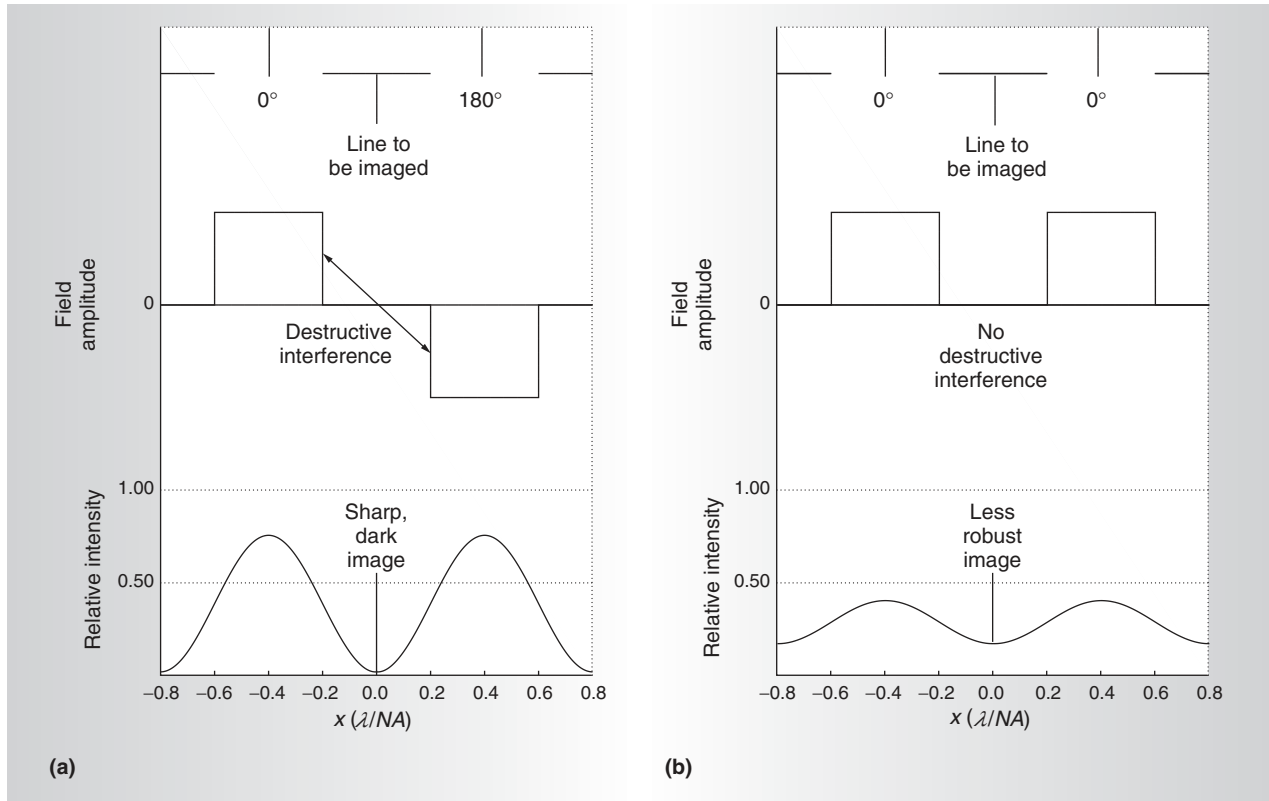 0°
180°
Line to
be imaged
Field
amplitude
0
Destructive
interference
Relative intensity
1.00
0.50
Sharp,
dark
image
–0.8 –0.6 –0.4 –0.2 0.0 0.2 0.4 0.6 0.8
x (λ/NA)
(a)
0°
0°
Line to
be imaged
Field
amplitude
0
No
destructive
interference
Relative intensity
1.00
0.50
Less
robust
image
–0.8 –0.6 –0.4 –0.2 0.0 0.2 0.4 0.6 0.8
x (λ/NA)
(b)